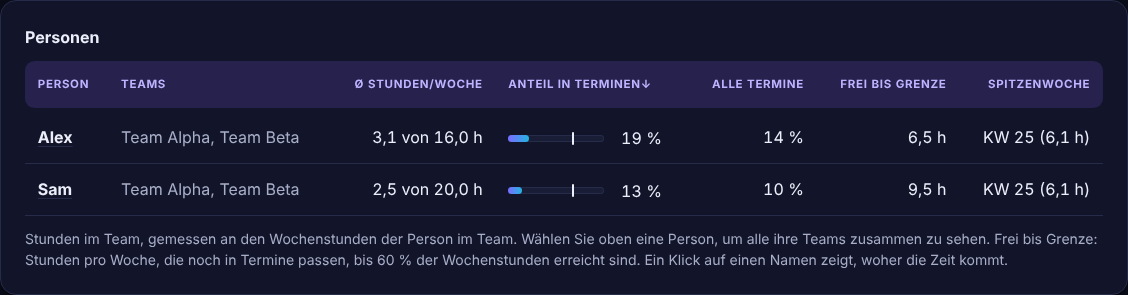 Personen
PERSON TEAMS Ø STUNDEN/WOCHE ANTEIL IN TERMINEN↓ ALLE TERMINE FREI BIS GRENZE SPITZENWOCHE
Alex Team Alpha, Team Beta 3,1 von 16,0 h 19 % 14 % 6,5 h KW 25 (6,1 h)
Sam Team Alpha, Team Beta 2,5 von 20,0 h 13 % 10 % 9,5 h KW 25 (6,1 h)
Stunden im Team, gemessen an den Wochenstunden der Person im Team. Wählen Sie oben eine Person, um alle ihre Teams zusammen zu sehen. Frei bis Grenze:
Stunden pro Woche, die noch in Termine passen, bis 60 % der Wochenstunden erreicht sind. Ein Klick auf einen Namen zeigt, woher die Zeit kommt.